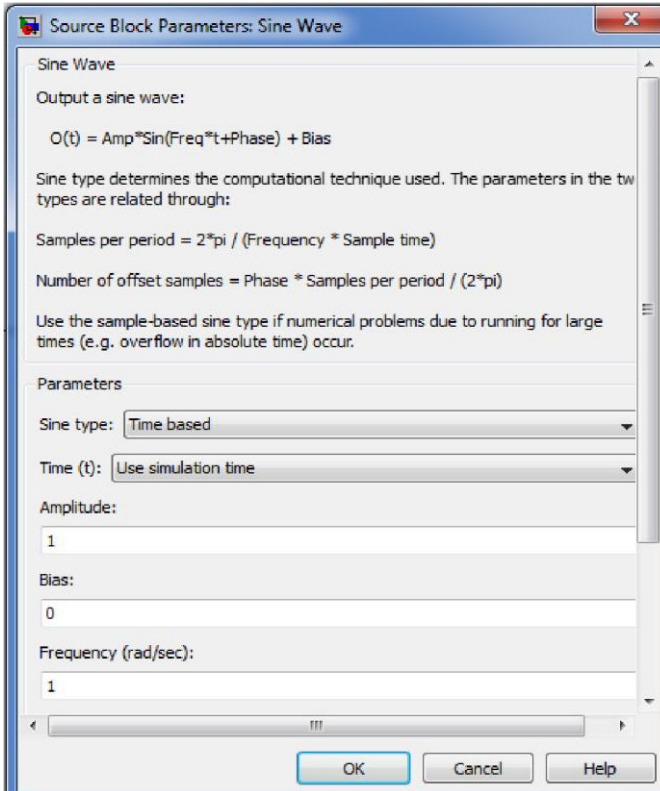 Source Block Parameters: Sine Wave
Sine Wave
Output a sine wave:
O(t) = Amp*Sin(Freq*t+Phase) + Bias
Sine type determines the computational technique used. The parameters in the tw
types are related through:
Samples per period = 2*pi / (Frequency * Sample time)
Number of offset samples = Phase * Samples per period / (2*pi)
Use the sample-based sine type if numerical problems due to running for large
times (e.g. overflow in absolute time) occur.
Parameters
Sine type: Time based
Time (t): Use simulation time
Amplitude:
1
Bias:
0
Frequency (rad/sec):
1
OK Cancel Help